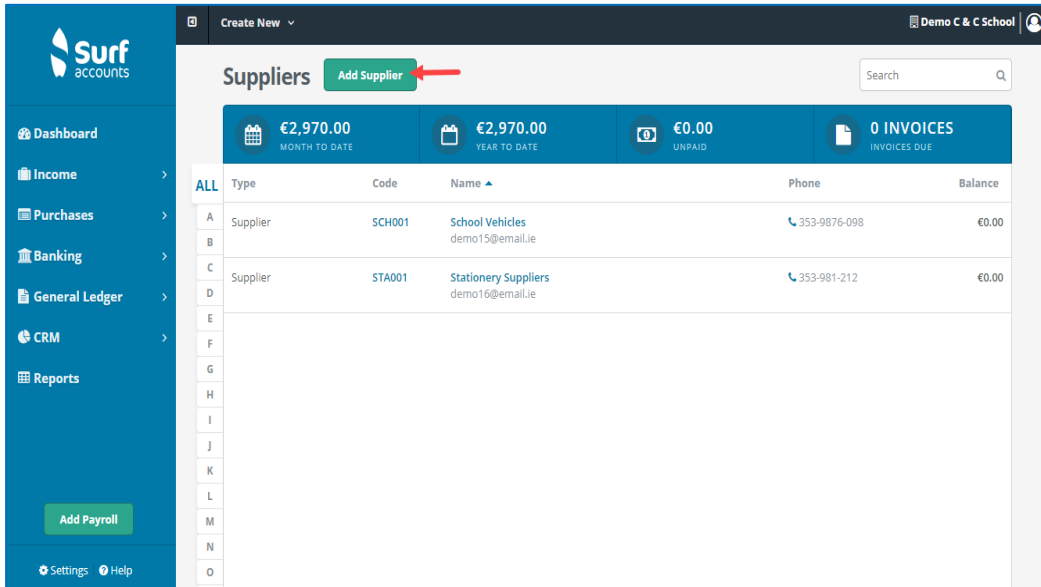 Surf
accounts
Dashboard
Income
Purchases
Banking
General Ledger
CRM
Reports
Add Payroll
Settings Help
Create New
Demo C & C School
Suppliers Add Supplier Search
€2,970.00 €2,970.00 €0.00 0 INVOICES
MONTH TO DATE YEAR TO DATE UNPAID INVOICES DUE
ALL Type Code Name Phone Balance
A
B
C
D
E
F
G
H
I
J
K
L
M
N
O
Supplier SCH001 School Vehicles 353-9876-098 €0.00
demo15@email.ie
Supplier STA001 Stationery Suppliers 353-981-212 €0.00
demo16@email.ie